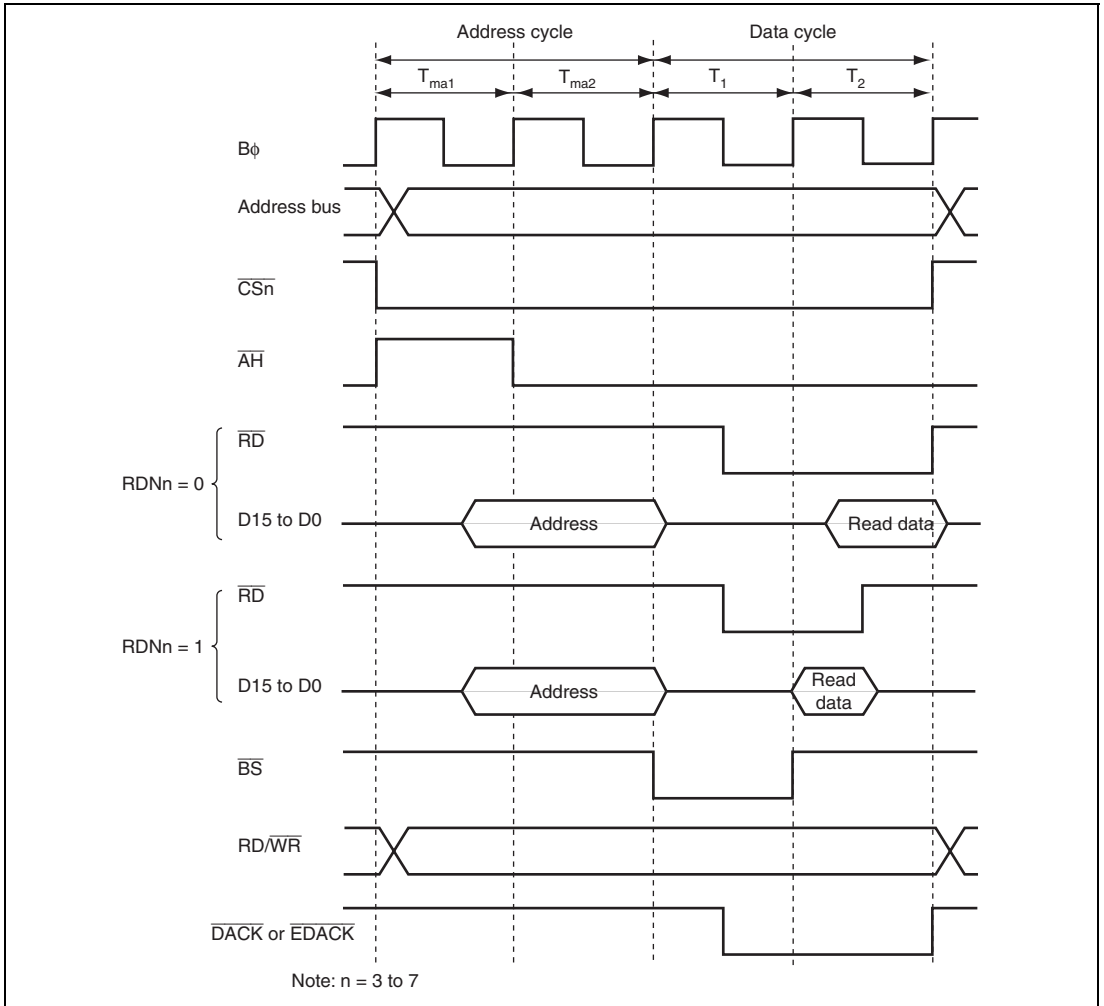 Address cycle
Data cycle
Tma1
Tma2
T1
T2
Bϕ
Address bus
CSn
AH
RD
RDNn = 0
D15 to D0
Address
Read data
RD
RDNn = 1
D15 to D0
Address
Read
data
BS
RD/WR
DACK or EDACK
Note: n = 3 to 7